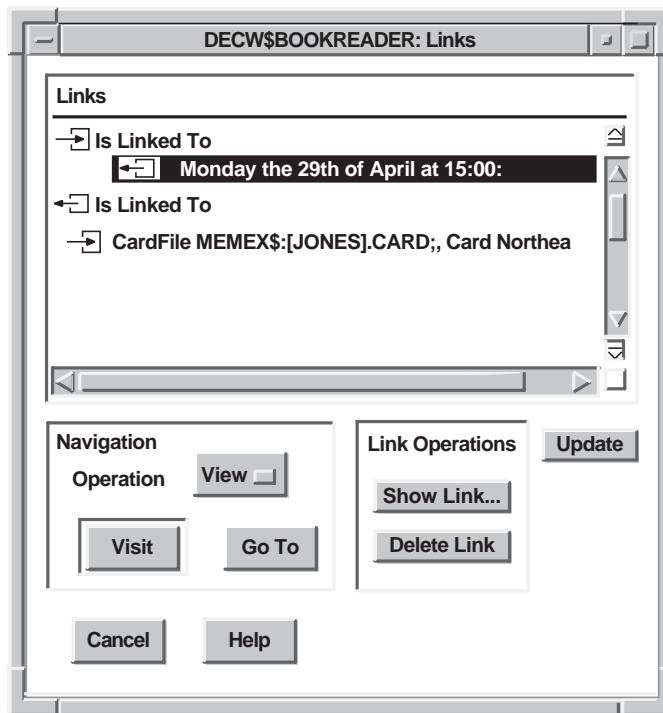 DECW$BOOKREADER: Links
Links
Is Linked To
Monday the 29th of April at 15:00:
Is Linked To
CardFile MEMEX$:[JONES].CARD;, Card Northea
Navigation
Operation View
Visit Go To
Link Operations
Show Link...
Delete Link
Update
Cancel Help